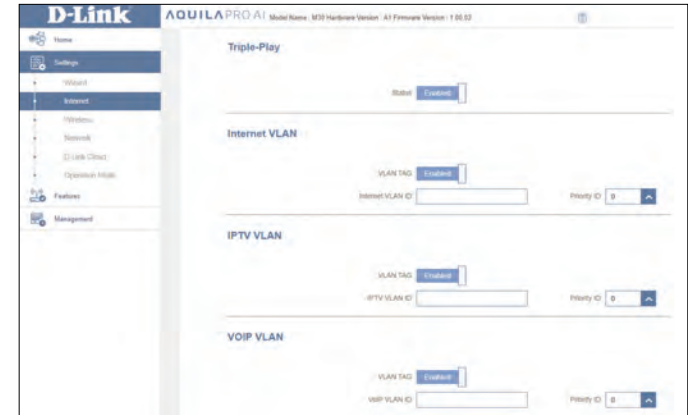 D-Link
AQUILA PRO AI Model Name : M30 Hardware Version : A1 Firmware Version : 1.00.02
Home
Settings
Wizard
Internet
Wireless
Network
D-Link Cloud
Operation Mode
Features
Management
Triple-Play
Status Enabled
Internet VLAN
VLAN TAG Enabled
Internet VLAN ID Priority ID 0
IPTV VLAN
VLAN TAG Enabled
IPTV VLAN ID Priority ID 0
VOIP VLAN
VLAN TAG Enabled
VOIP VLAN ID Priority ID 0